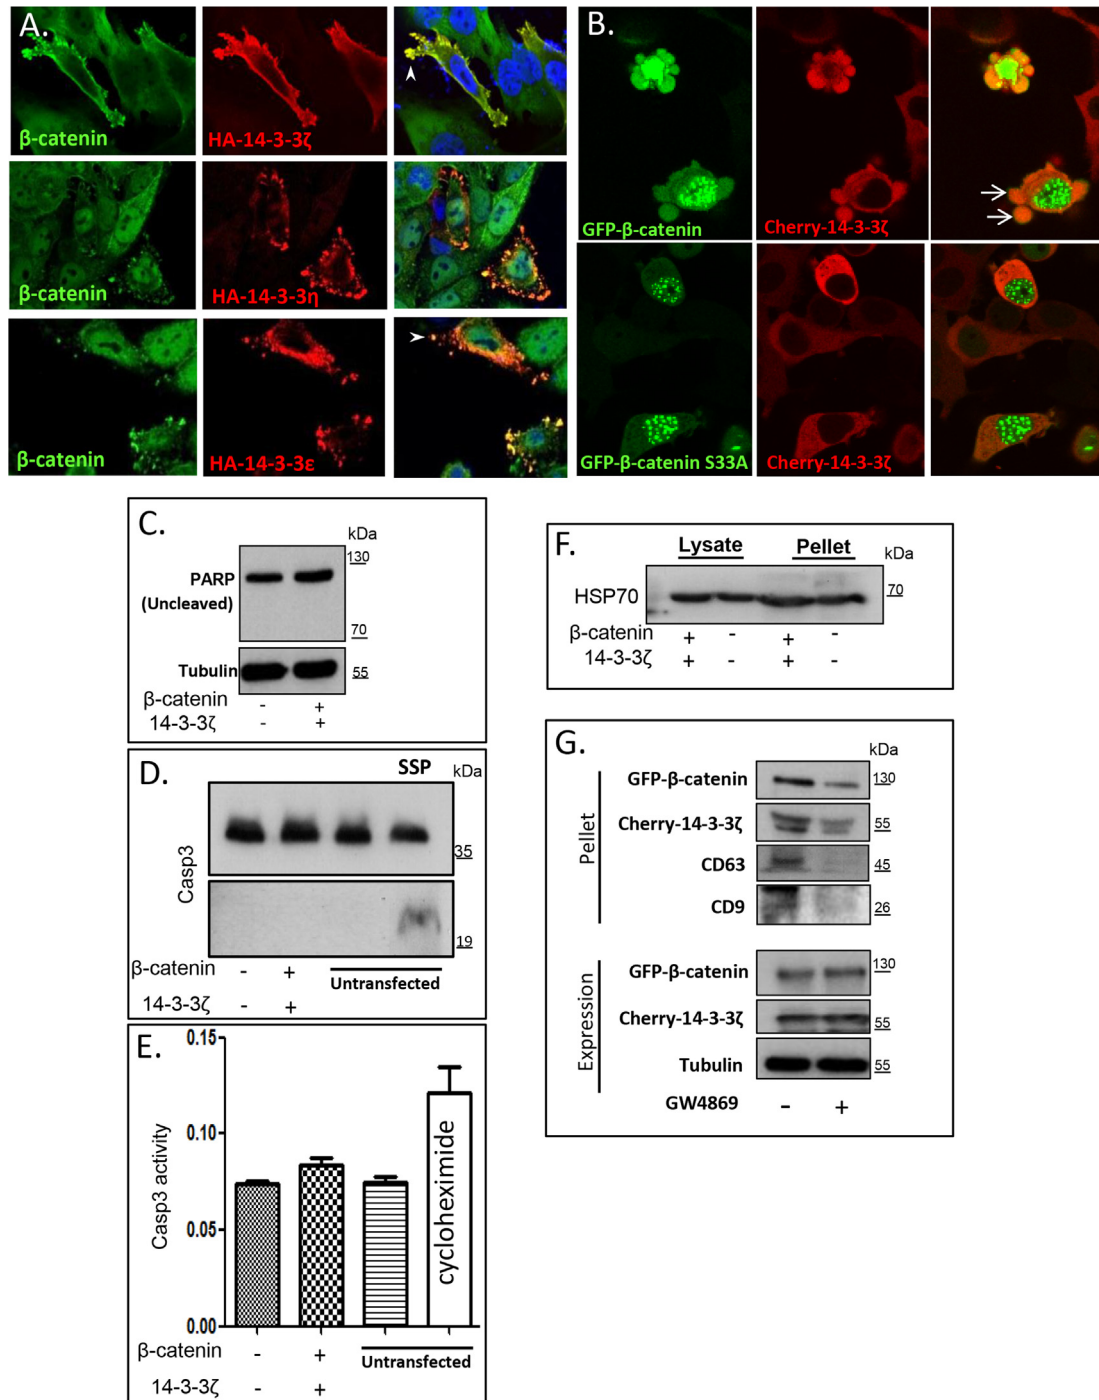 A.
β-catenin
HA-14-3-3ζ
β-catenin
HA-14-3-3η
β-catenin
HA-14-3-3ε
B.
GFP-β-catenin
Cherry-14-3-3ζ
GFP-β-catenin S33A
Cherry-14-3-3ζ
C.
kDa
130
PARP
(Uncleaved)
70
Tubulin
55
β-catenin - +
14-3-3ζ - +
D.
SSP
kDa
Casp3
35
19
β-catenin - +
Untransfected
14-3-3ζ - +
E.
Casp3 activity
0.15
0.10
0.05
0.00
cycloheximide
β-catenin - +
Untransfected
14-3-3ζ - +
F.
Lysate Pellet
kDa
HSP70
70
β-catenin + - + -
14-3-3ζ + - + -
G.
kDa
Pellet
GFP-β-catenin
130
Cherry-14-3-3ζ
55
CD63
45
CD9
26
Expression
GFP-β-catenin
130
Cherry-14-3-3ζ
55
Tubulin
55
GW4869 - +